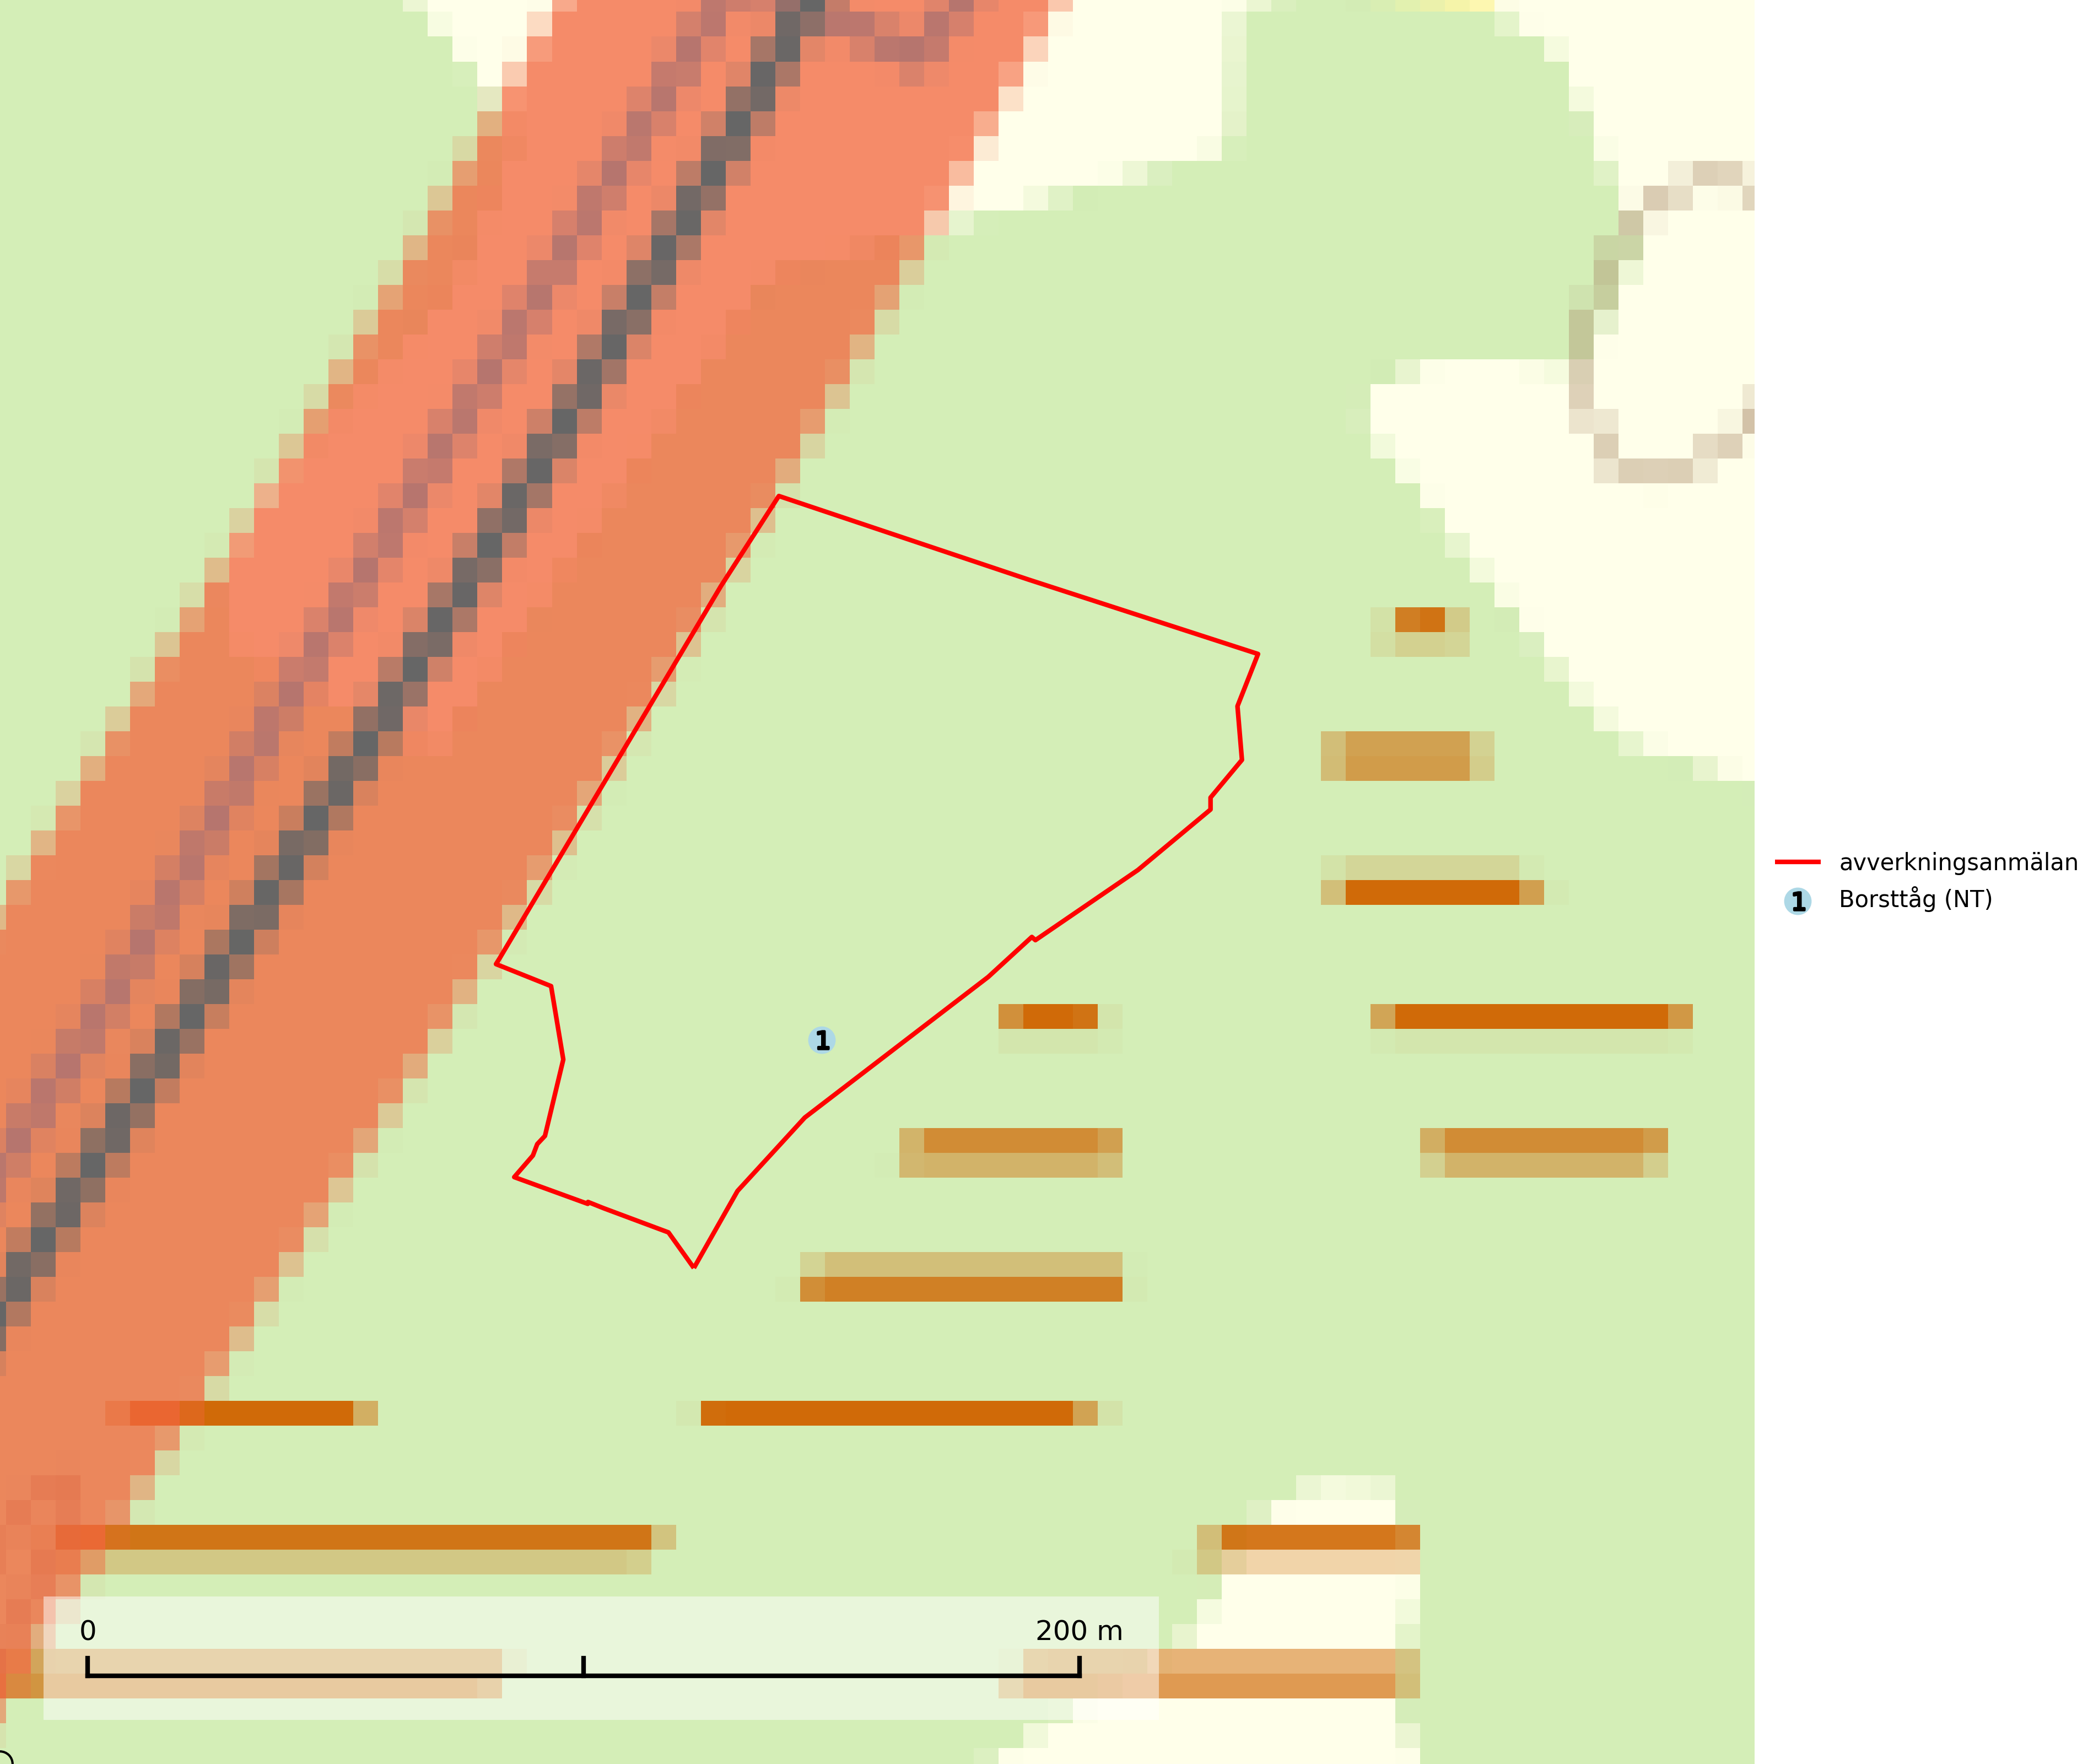 avverkningsanmälan
1 Borsttåg (NT)
1
0 200 m